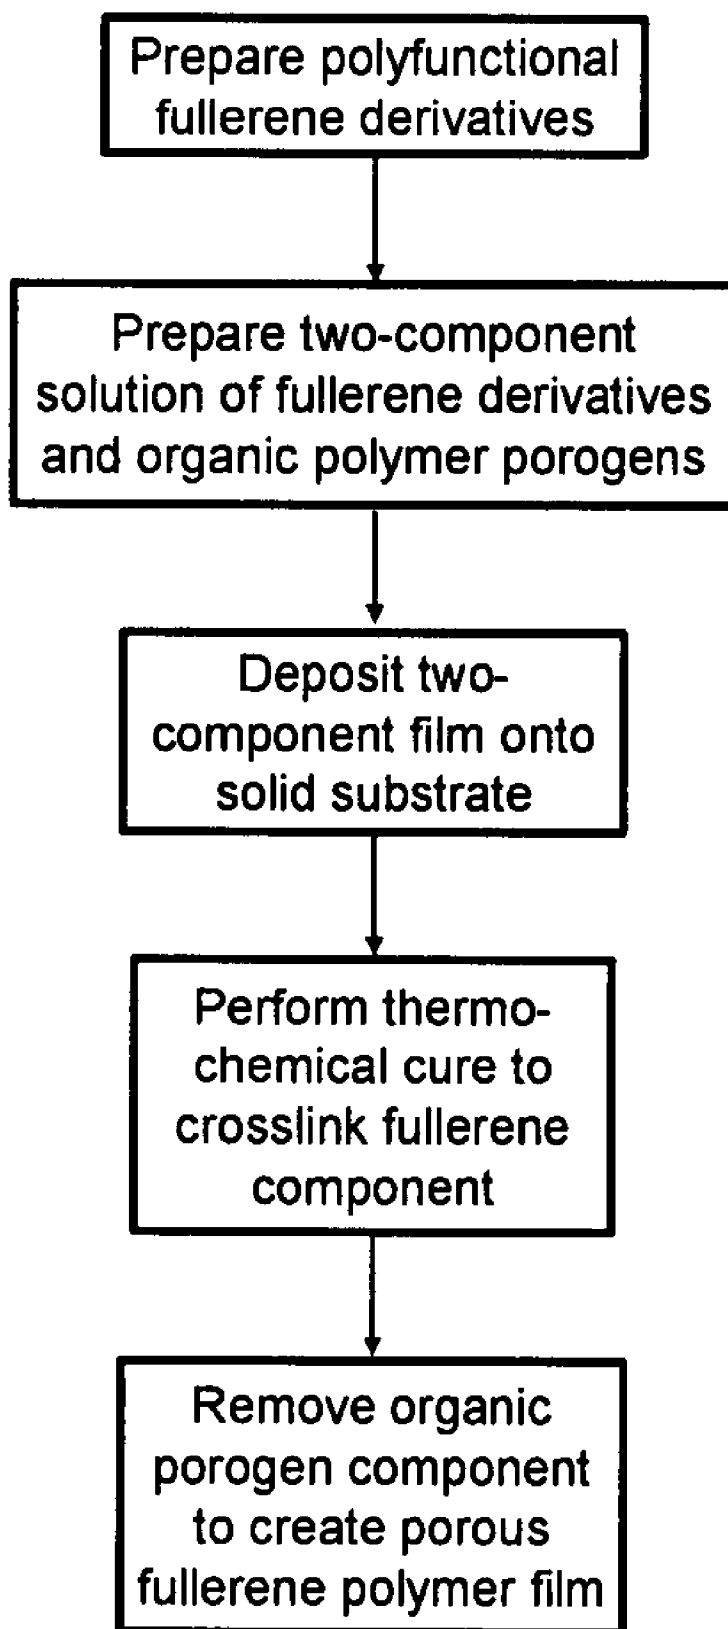 Prepare polyfunctional
fullerene derivatives
Prepare two-component
solution of fullerene derivatives
and organic polymer porogens
Deposit two-
component film onto
solid substrate
Perform thermo-
chemical cure to
crosslink fullerene
component
Remove organic
porogen component
to create porous
fullerene polymer film